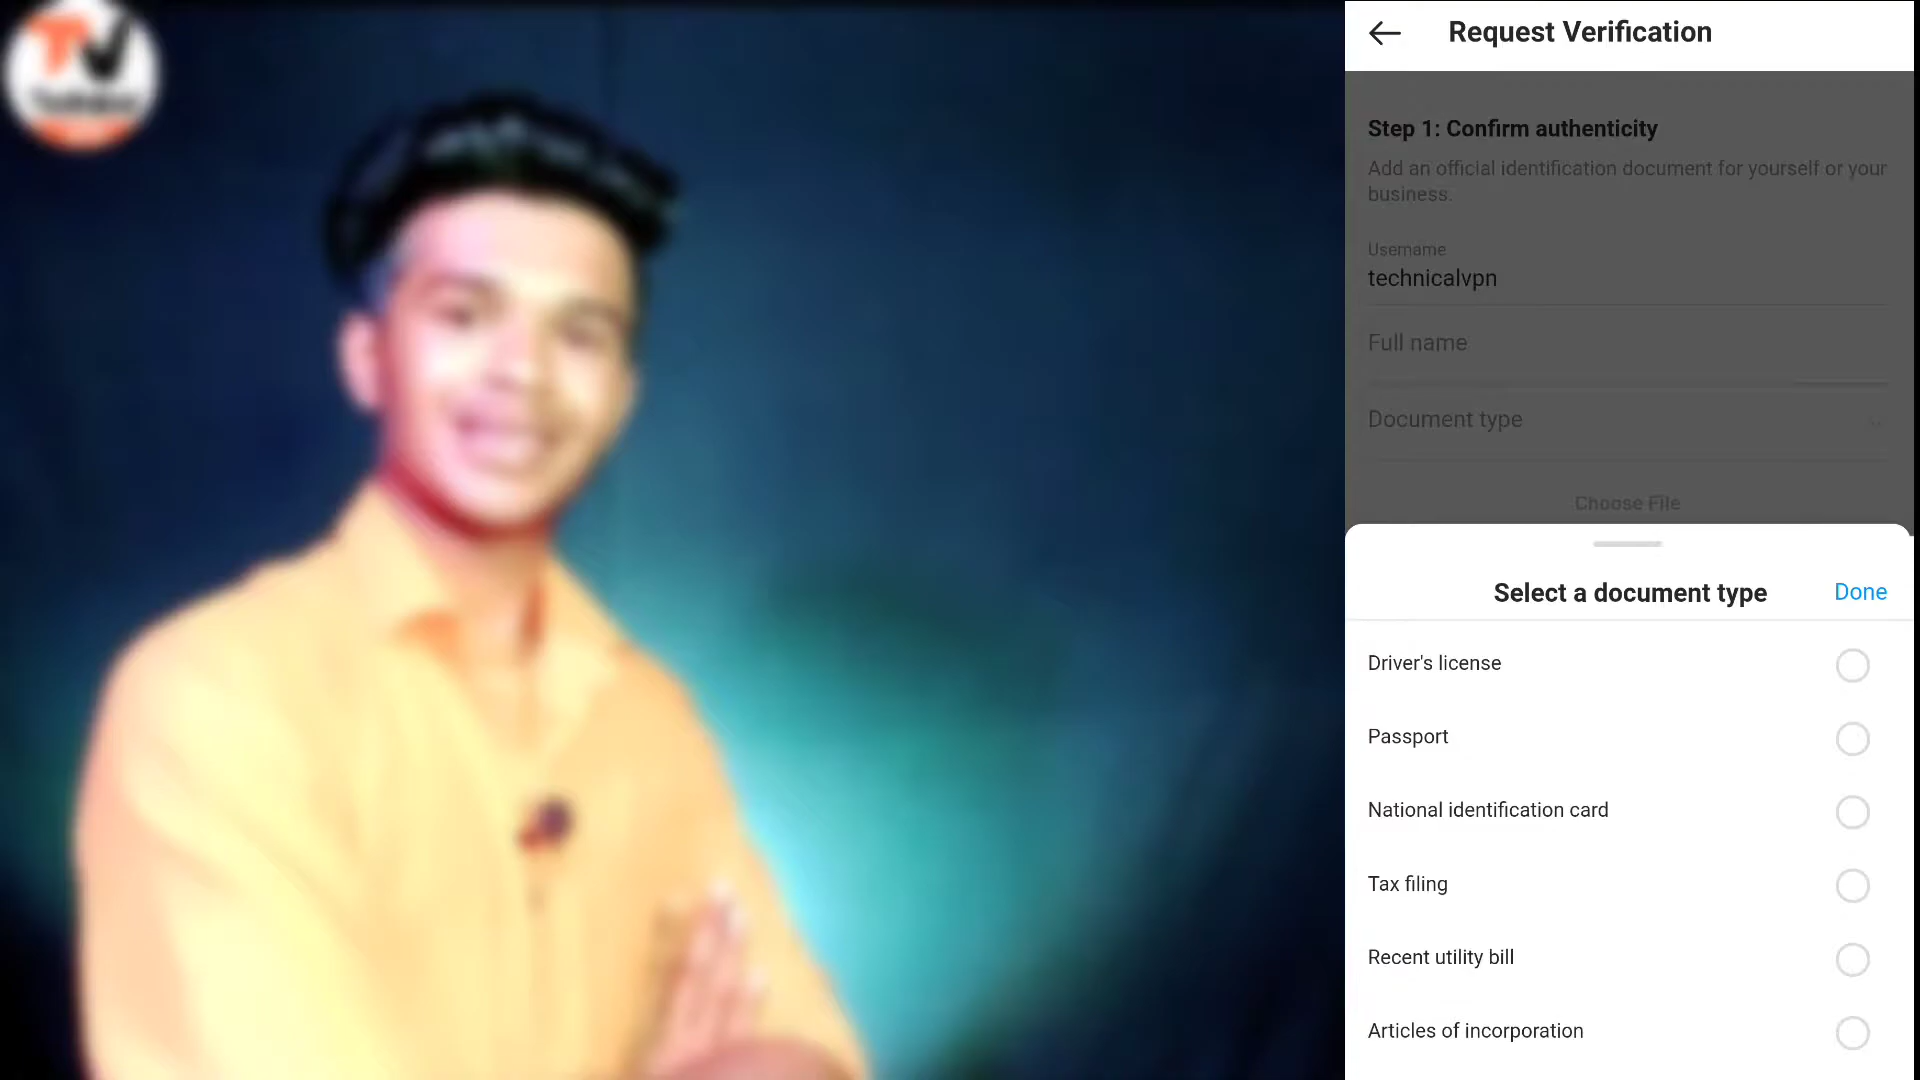 TV
Request Verification
Step 1: Confirm authenticity
Add an official identification document for yourself or your
business.
Username
technicalvpn
Full name
Document type
Choose File
Select a document type
Done
Driver's license
Passport
National identification card
Tax filing
Recent utility bill
Articles of incorporation